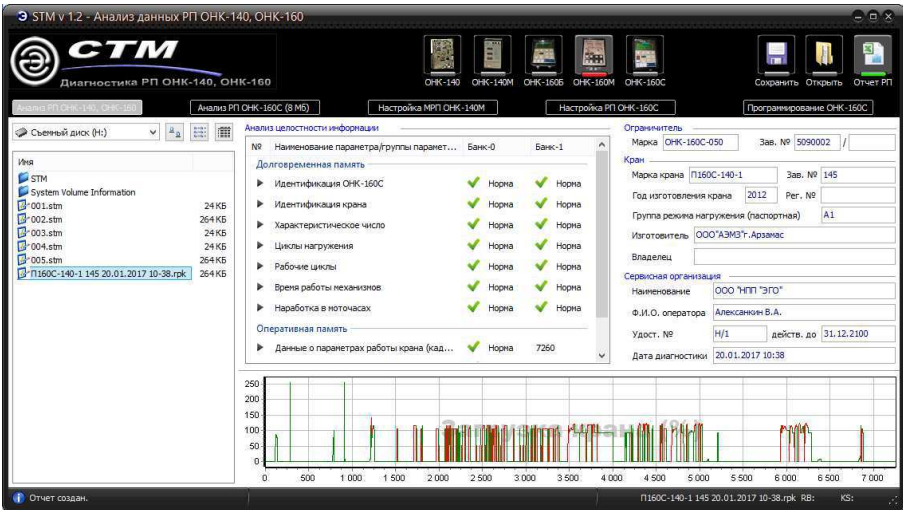 STM v 1.2 - Анализ данных РП ОНК-140, ОНК-160
СТМ
Диагностика РП ОНК-140, ОНК-160
ОНК-140 ОНК-140М ОНК-160Б ОНК-160М ОНК-160С
Сохранить Открыть Отчет РП
Анализ РП ОНК-140, ОНК-160 Анализ РП ОНК-160С (8 Мб) Настройка МРП ОНК-140М Настройка РП ОНК-160С Программирование ОНК-160С
Съемный диск (H:)
Имя
STM
System Volume Information
001.stm 24 КБ
002.stm 264 КБ
003.stm 24 КБ
004.stm 24 КБ
005.stm 264 КБ
П160С-140-1 145 20.01.2017 10-38.rpk 264 КБ
Анализ целостности информации
№ Наименование параметра/группы парамет... Банк-0 Банк-1
Долговременная память
Идентификация ОНК-160С Норма Норма
Идентификация крана Норма Норма
Характеристическое число Норма Норма
Циклы нагружения Норма Норма
Рабочие циклы Норма Норма
Время работы механизмов Норма Норма
Наработка в моточасах Норма Норма
Оперативная память
Данные о параметрах работы крана (кад... Норма 7260
Ограничитель
Марка ОНК-160С-050 Зав. № 5090002 /
Кран
Марка крана П160С-140-1 Зав. № 145
Год изготовления крана 2012 Рег. №
Группа режима нагружения (паспортная) А1
Изготовитель ООО"АЭМЗ"г.Арзамас
Владелец
Сервисная организация
Наименование ООО "НПП "ЭГО"
Ф.И.О. оператора Алексанкин В.А.
Удост. № Н/1 действ. до 31.12.2100
Дата диагностики 20.01.2017 10:38
Загрузка крана (%)
250
200
150
100
50
0
0 500 1 000 1 500 2 000 2 500 3 000 3 500 4 000 4 500 5 000 5 500 6 000 6 500 7 000
Отчет создан.
П160С-140-1 145 20.01.2017 10-38.rpk RB: KS: